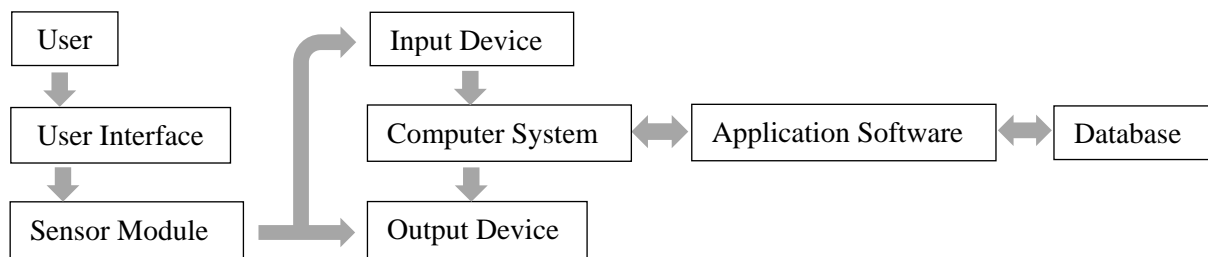 User
User Interface
Sensor Module
Input Device
Computer System
Output Device
Application Software
Database